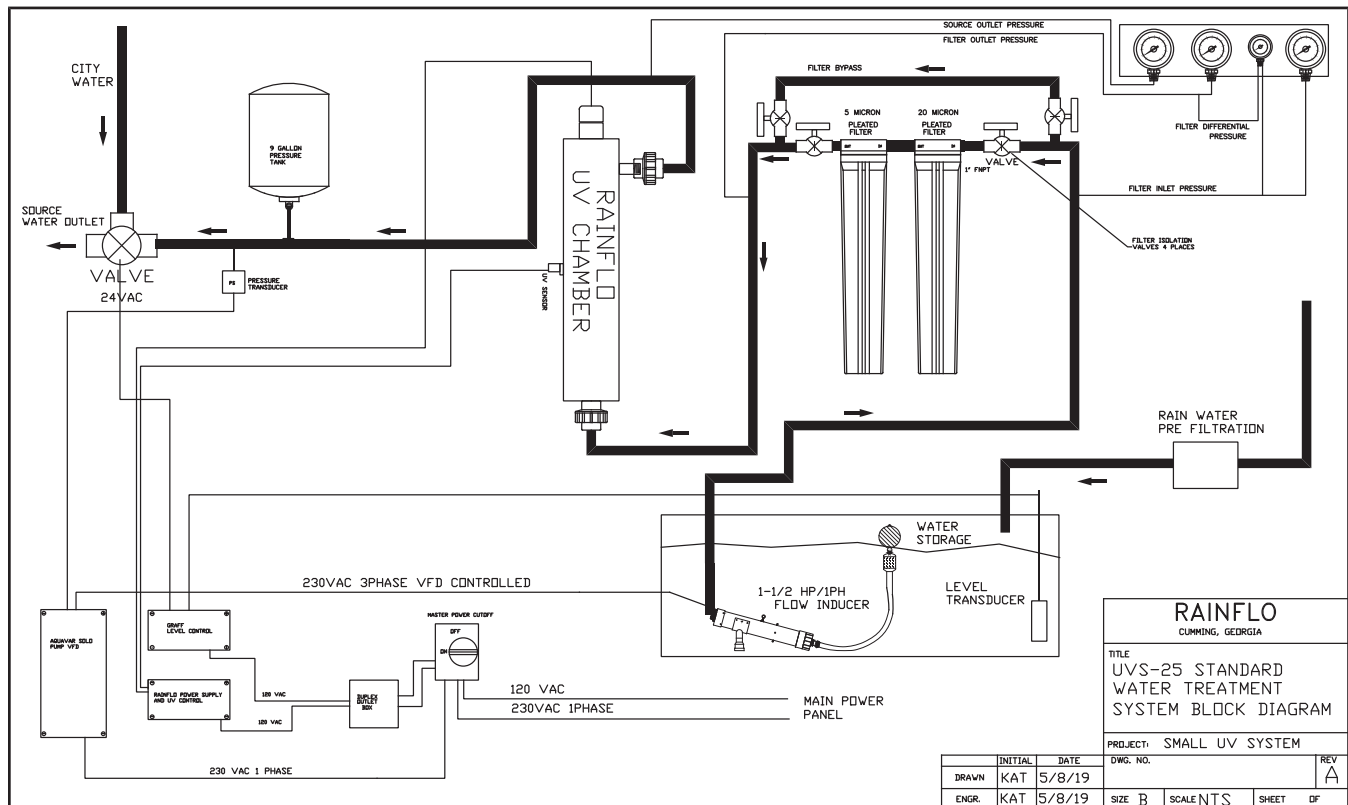 SOURCE OUTLET PRESSURE
FILTER OUTLET PRESSURE
CITY
WATER
FILTER BYPASS
5 MICRON
PLEATED
FILTER
20 MICRON
PLEATED
FILTER
OUT
IN
OUT
IN
VALVE
1" FNPT
FILTER DIFFERENTIAL
PRESSURE
FILTER INLET PRESSURE
FILTER ISOLATION
VALVES 4 PLACES
9 GALLON
PRESSURE
TANK
SOURCE
WATER OUTLET
VALVE
24VAC
PS
PRESSURE
TRANSDUCER
RAINFLO
UV CHAMBER
UV SENSOR
RAIN WATER
PRE FILTRATION
WATER
STORAGE
LEVEL
TRANSDUCER
1-1/2 HP/1PH
FLOW INDUCER
230VAC 3PHASE VFD CONTROLLED
AQUAVAR SOLO
PUMP VFD
GRAFF
LEVEL CONTROL
RAINFLO POWER SUPPLY
AND UV CONTROL
120 VAC
120 VAC
DUPLEX
OUTLET
BOX
MASTER POWER CUTOFF
OFF
ON
120 VAC
230VAC 1PHASE
MAIN POWER
PANEL
230 VAC 1 PHASE
RAINFLO
CUMMING, GEORGIA
TITLE
UVS-25 STANDARD
WATER TREATMENT
SYSTEM BLOCK DIAGRAM
PROJECT: SMALL UV SYSTEM
INITIAL DATE DWG. NO. REV
DRAWN KAT 5/8/19 A
ENGR. KAT 5/8/19 SIZE B SCALE NTS SHEET OF